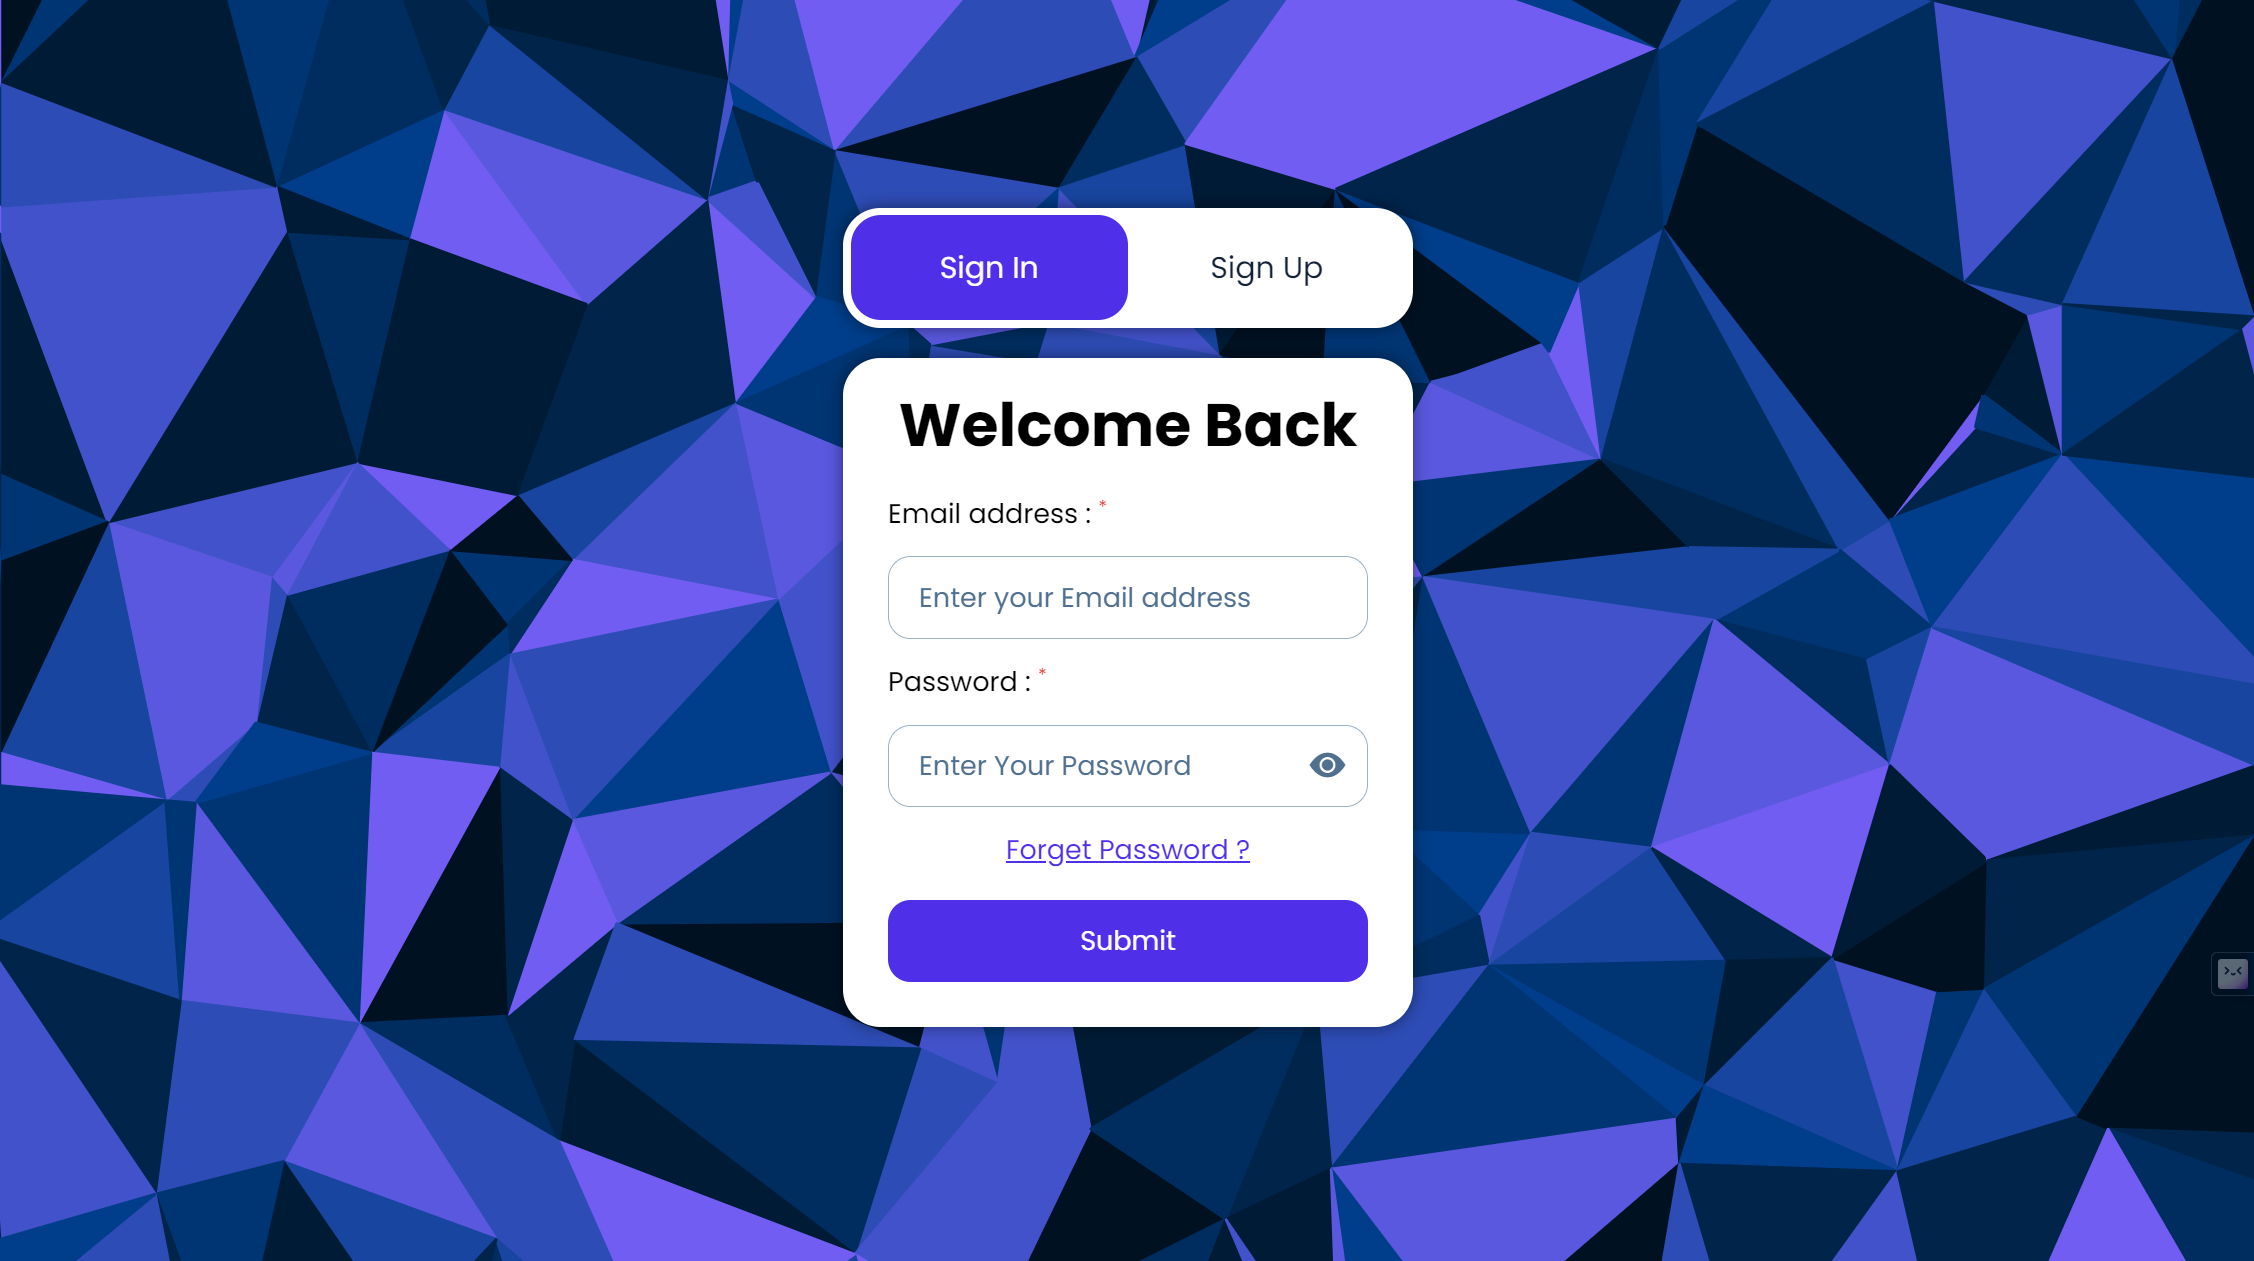 Sign In
Sign Up
Welcome Back
Email address : *
Enter your Email address
Password : *
Enter Your Password
Forget Password ?
Submit